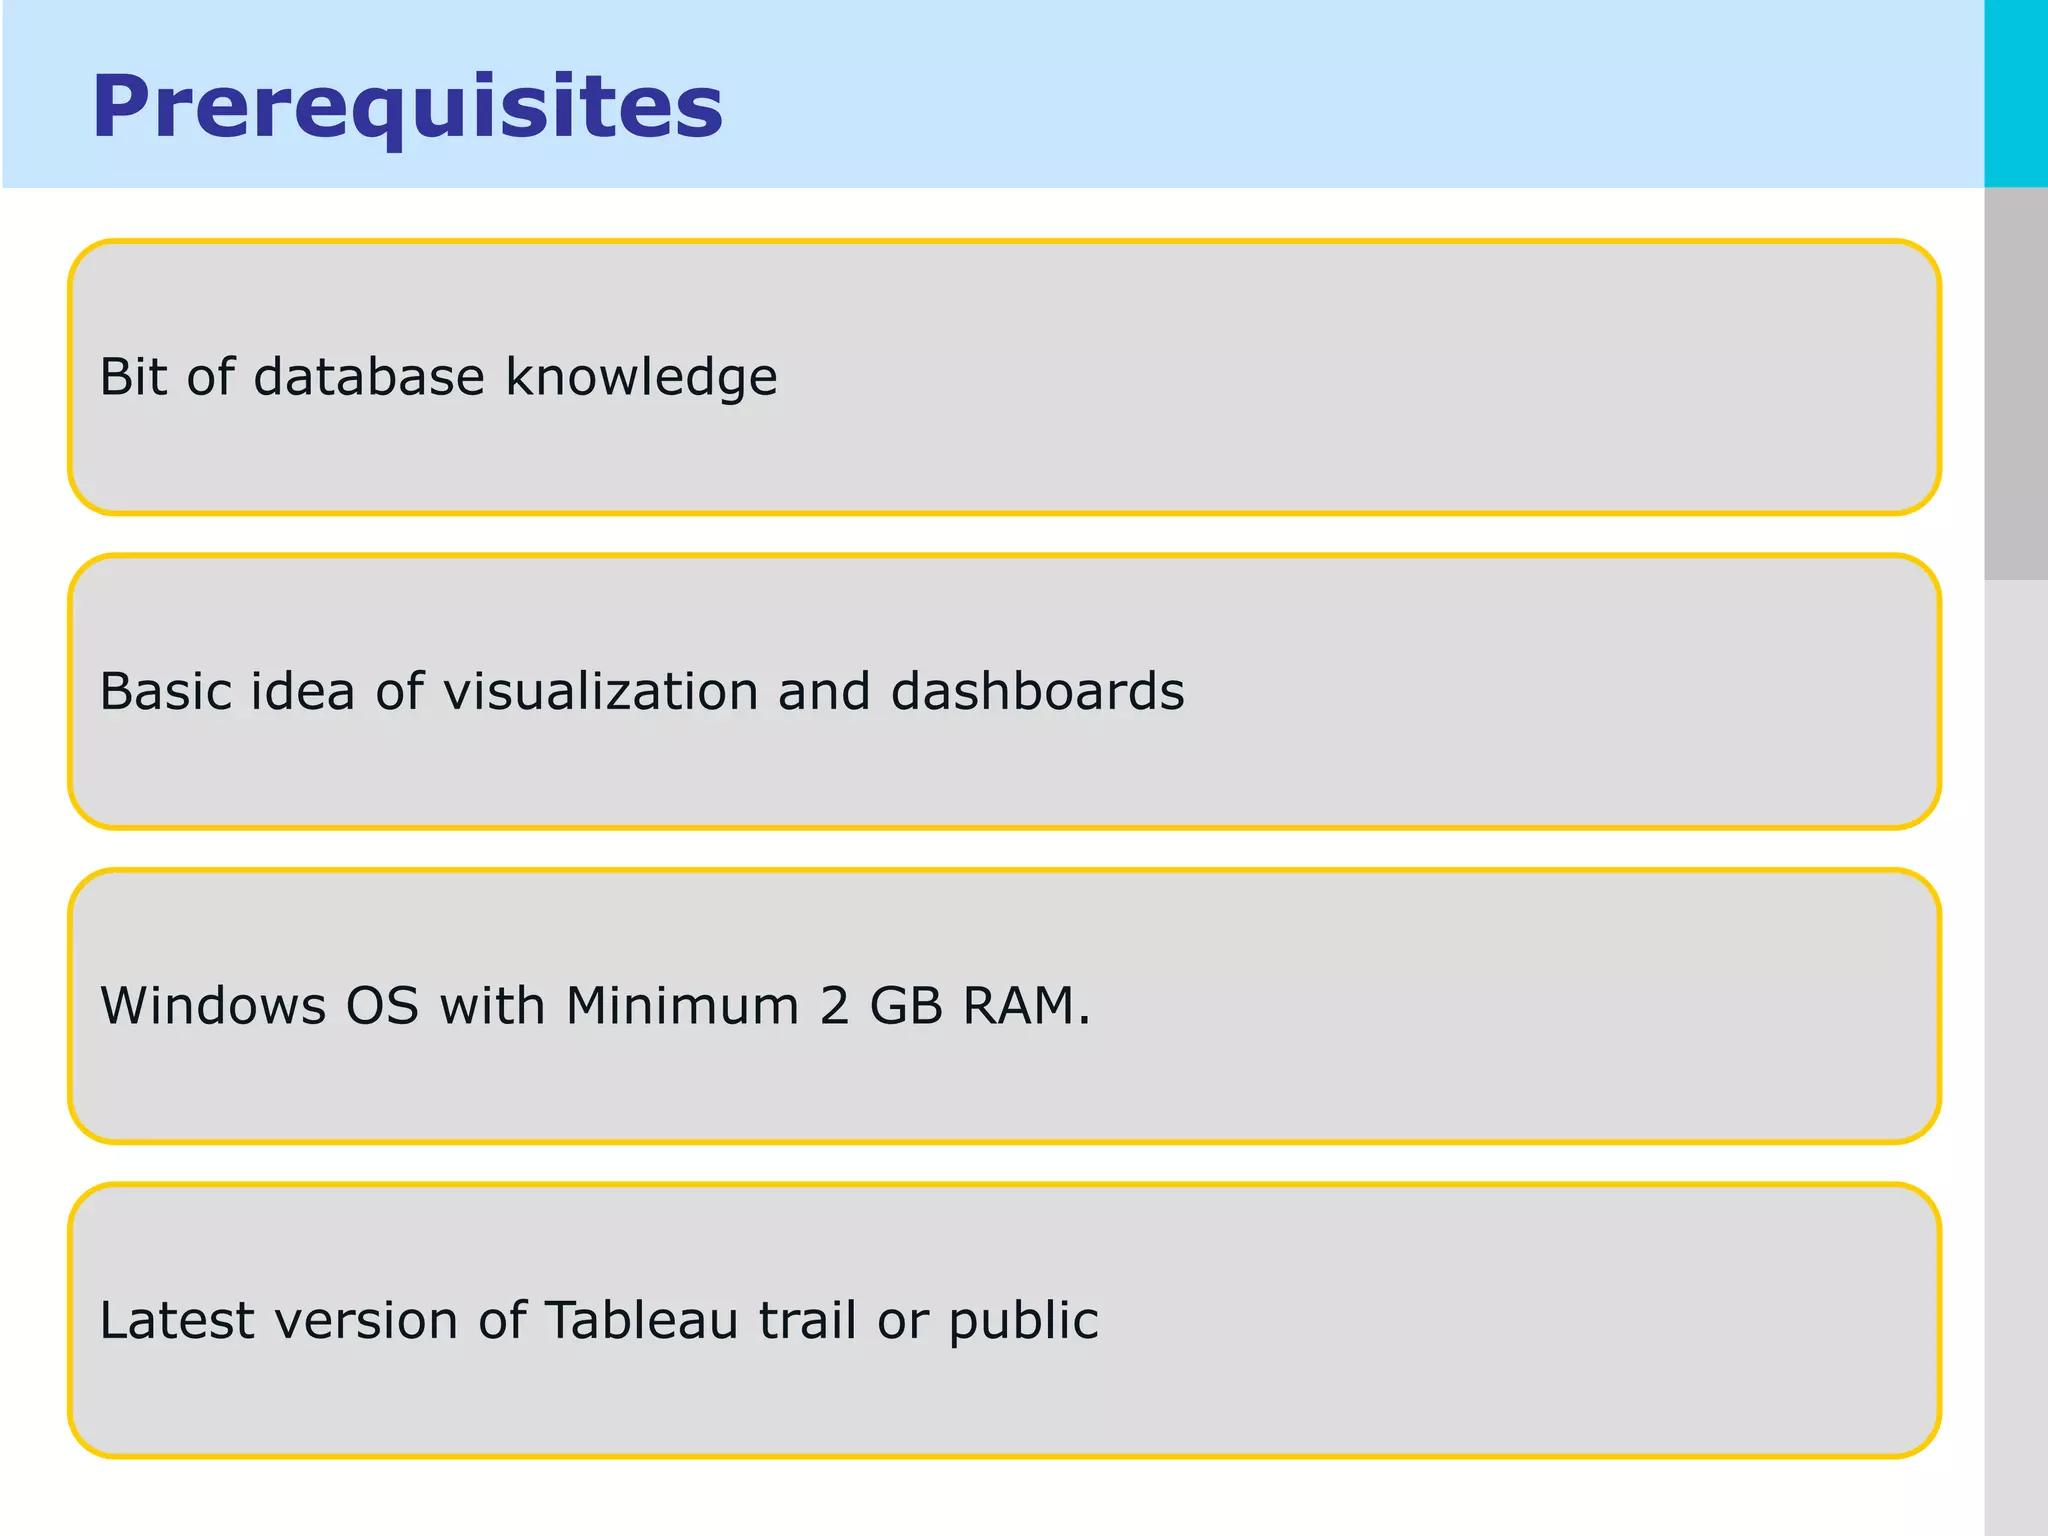 Prerequisites
Bit of database knowledge
Basic idea of visualization and dashboards
Windows OS with Minimum 2 GB RAM.
Latest version of Tableau trail or public